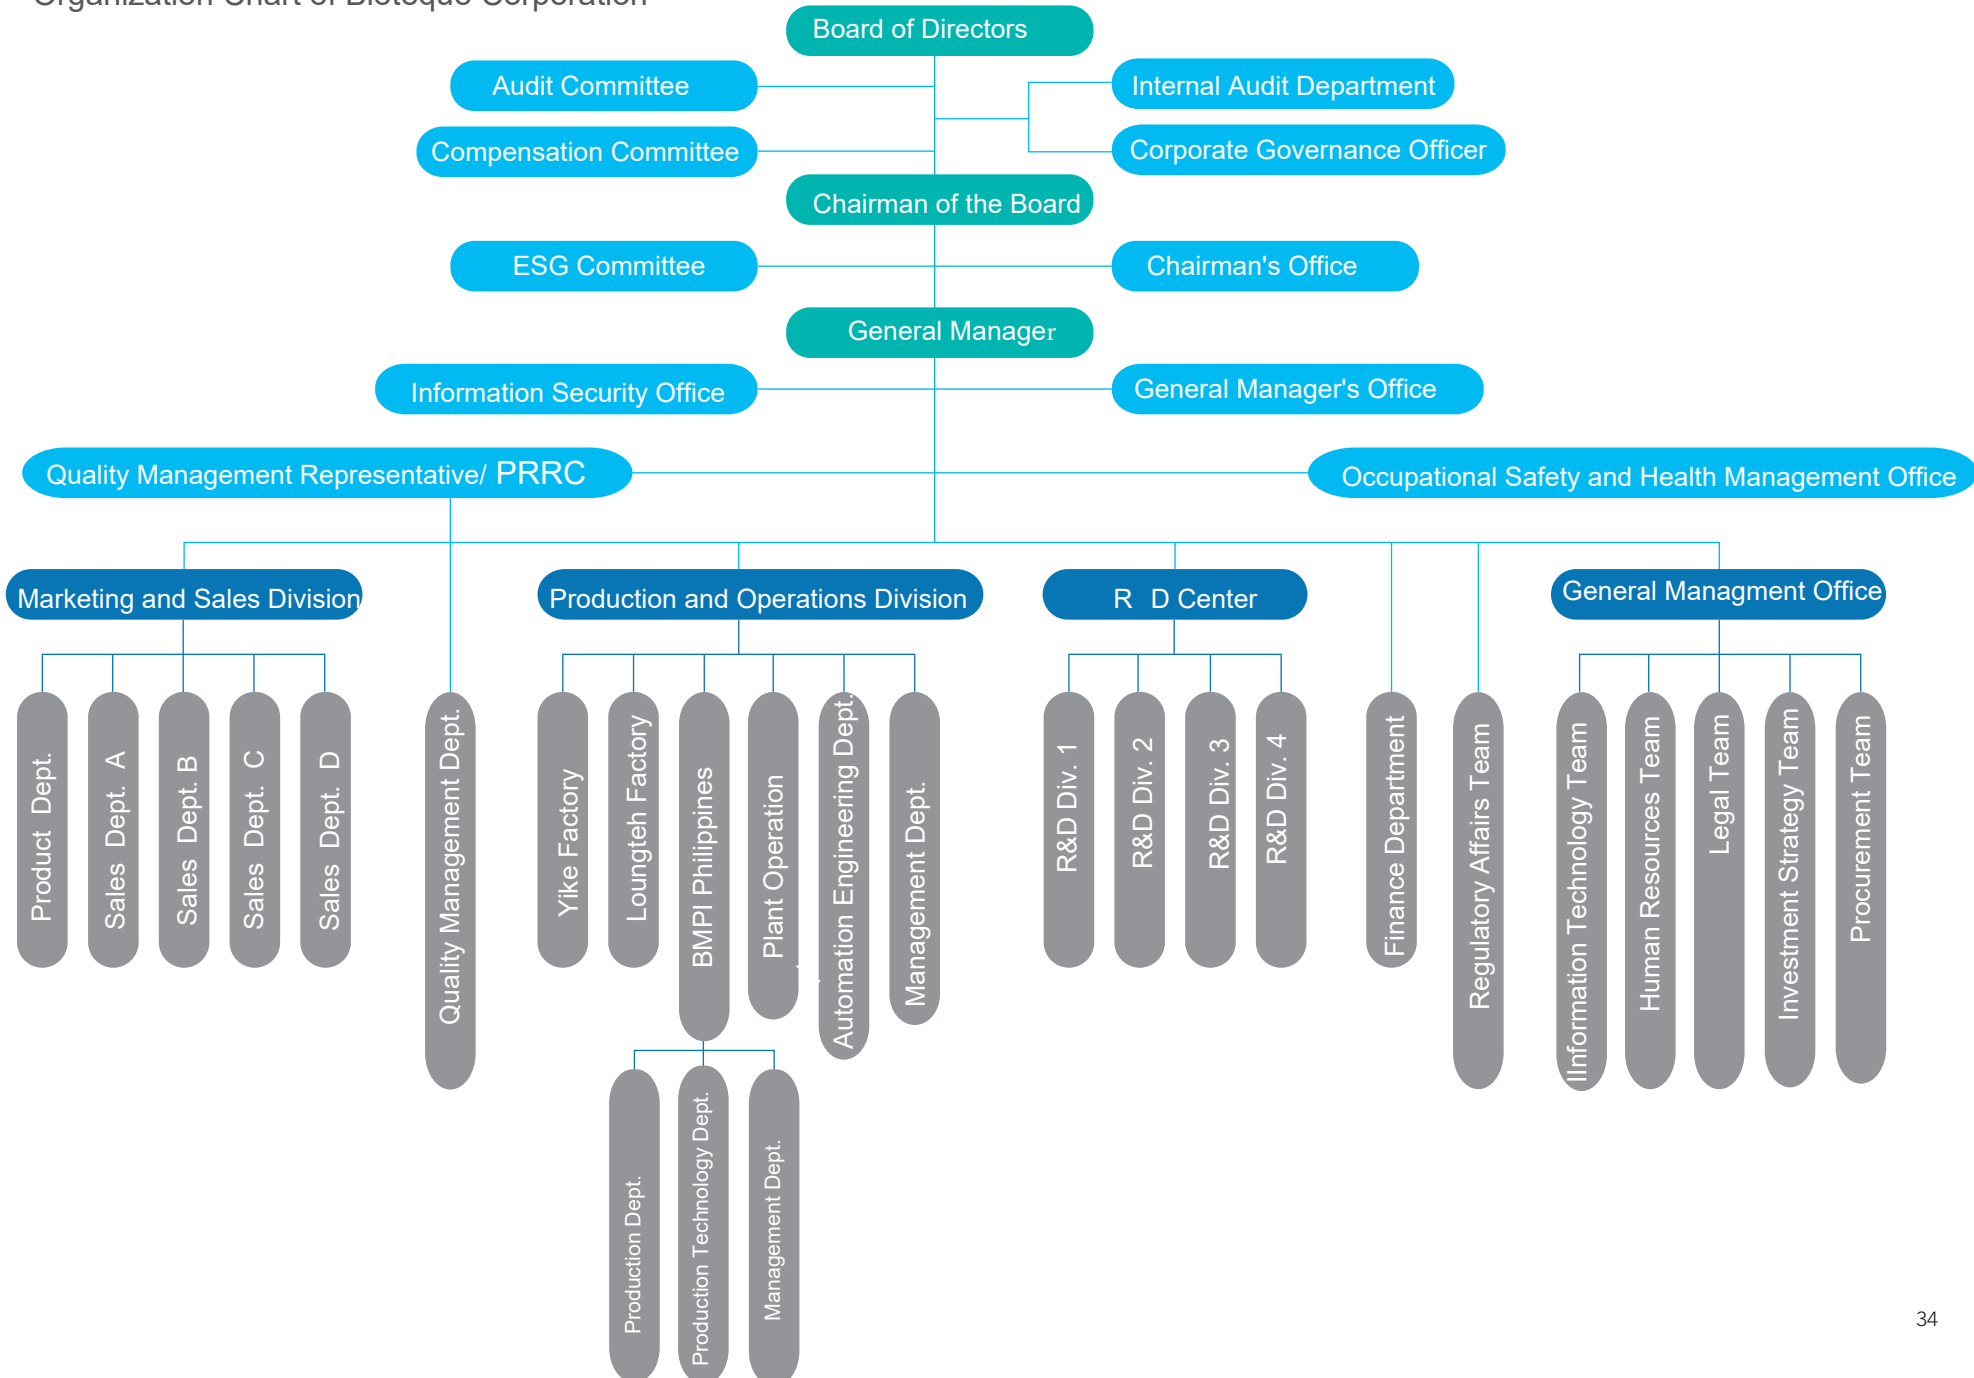 Organization Chart of Bioteque Corporation
Board of Directors
Audit Committee
Internal Audit Department
Compensation Committee
Corporate Governance Officer
Chairman of the Board
ESG Committee
Chairman's Office
General Manager
Information Security Office
General Manager's Office
Quality Management Representative/ PRRC
Occupational Safety and Health Management Office
Marketing and Sales Division
Production and Operations Division
R D Center
General Managment Office
Product Dept.
Sales Dept. A
Sales Dept. B
Sales Dept. C
Sales Dept. D
Quality Management Dept.
Yike Factory
Loungteh Factory
BMPI Philippines
Plant Operation
Automation Engineering Dept.
Management Dept.
R&D Div. 1
R&D Div. 2
R&D Div. 3
R&D Div. 4
Finance Department
Regulatory Affairs Team
IInformation Technology Team
Human Resources Team
Legal Team
Investment Strategy Team
Procurement Team
Production Dept.
Production Technology Dept.
Management Dept.
34